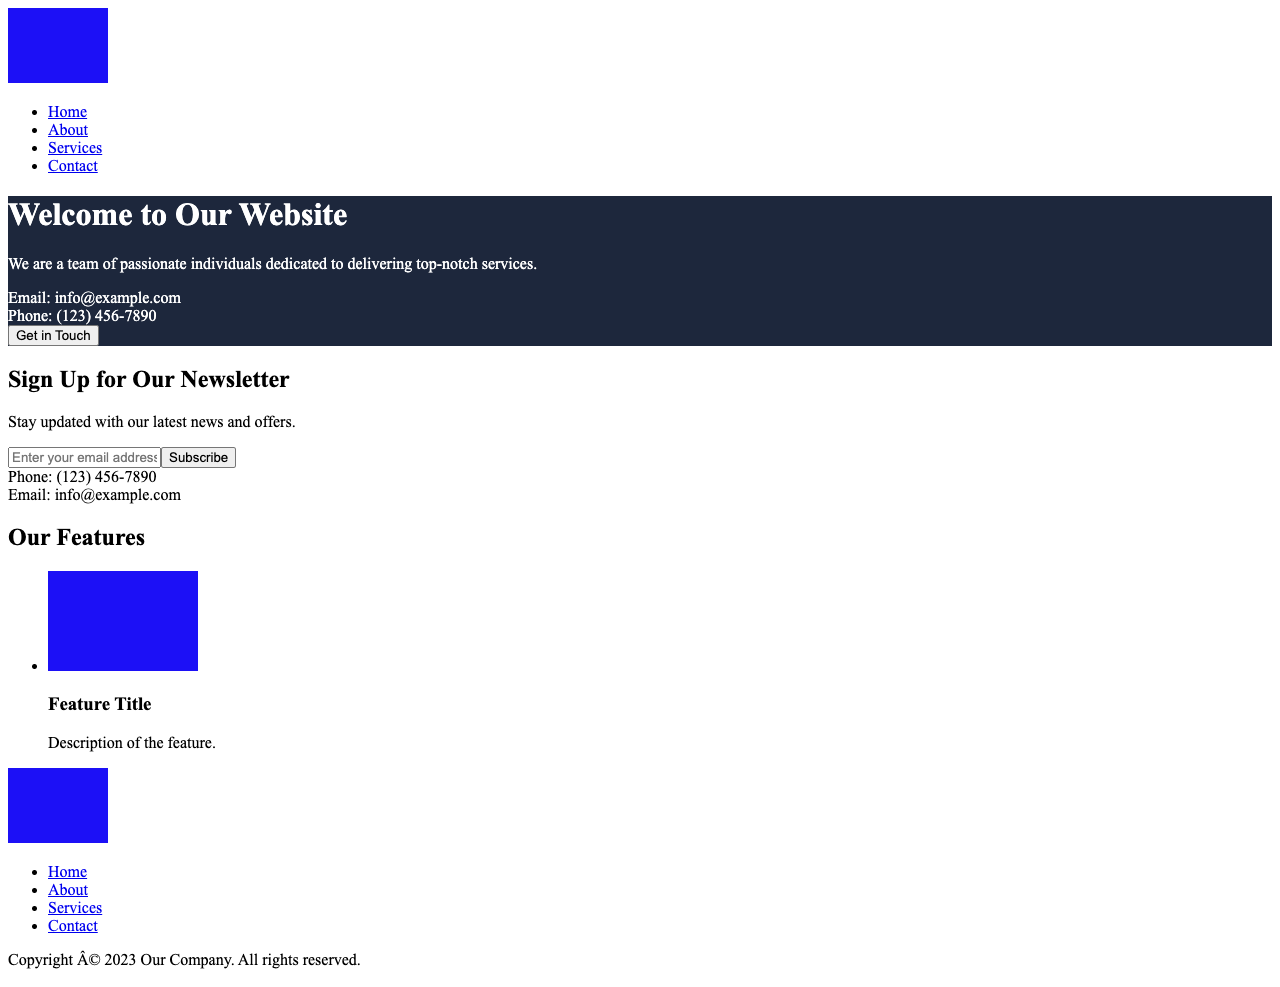 Home
About
Services
Contact
Welcome to Our Website
We are a team of passionate individuals dedicated to delivering top-notch services.
Email: info@example.com
Phone: (123) 456-7890
Get in Touch
Sign Up for Our Newsletter
Stay updated with our latest news and offers.
Enter your email address Subscribe
Phone: (123) 456-7890
Email: info@example.com
Our Features
Feature Title
Description of the feature.
Home
About
Services
Contact
Copyright Â© 2023 Our Company. All rights reserved.